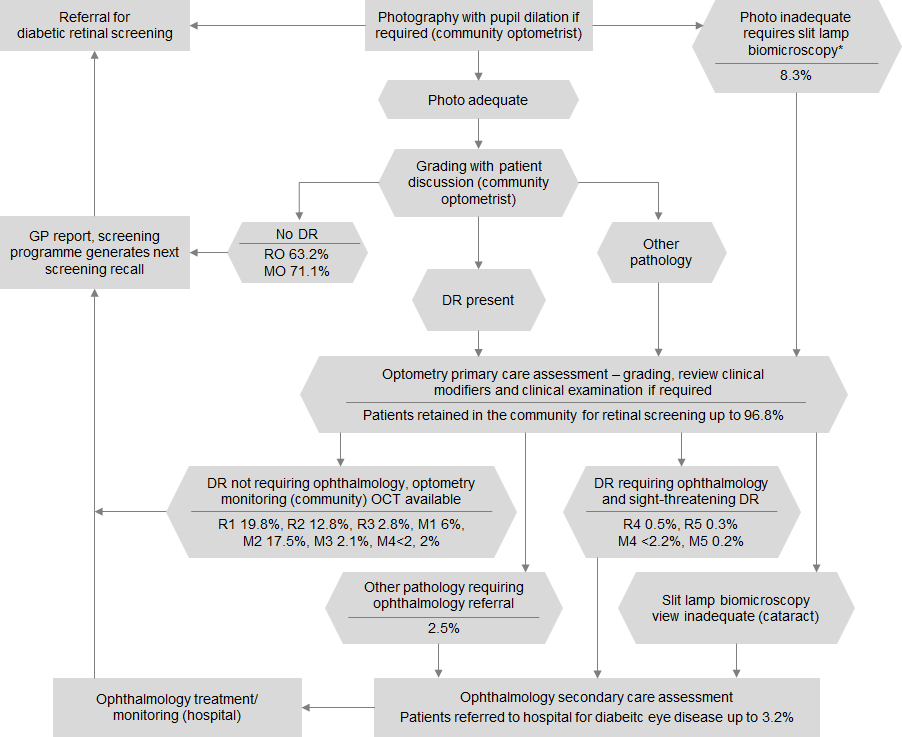 Referral for
diabetic retinal screening
Photography with pupil dilation if
required (community optometrist)
Photo inadequate
requires slit lamp
biomicroscopy*
8.3%
Photo adequate
Grading with patient
discussion (community
optometrist)
GP report, screening
programme generates next
screening recall
No DR
RO 63.2%
MO 71.1%
Other
pathology
DR present
Optometry primary care assessment – grading, review clinical
modifiers and clinical examination if required
Patients retained in the community for retinal screening up to 96.8%
DR not requiring ophthalmology, optometry
monitoring (community) OCT available
R1 19.8%, R2 12.8%, R3 2.8%, M1 6%,
M2 17.5%, M3 2.1%, M4<2, 2%
DR requiring ophthalmology
and sight-threatening DR
R4 0.5%, R5 0.3%
M4 <2.2%, M5 0.2%
Other pathology requiring
ophthalmology referral
2.5%
Slit lamp biomicroscopy
view inadequate (cataract)
Ophthalmology treatment/
monitoring (hospital)
Ophthalmology secondary care assessment
Patients referred to hospital for diabeitc eye disease up to 3.2%